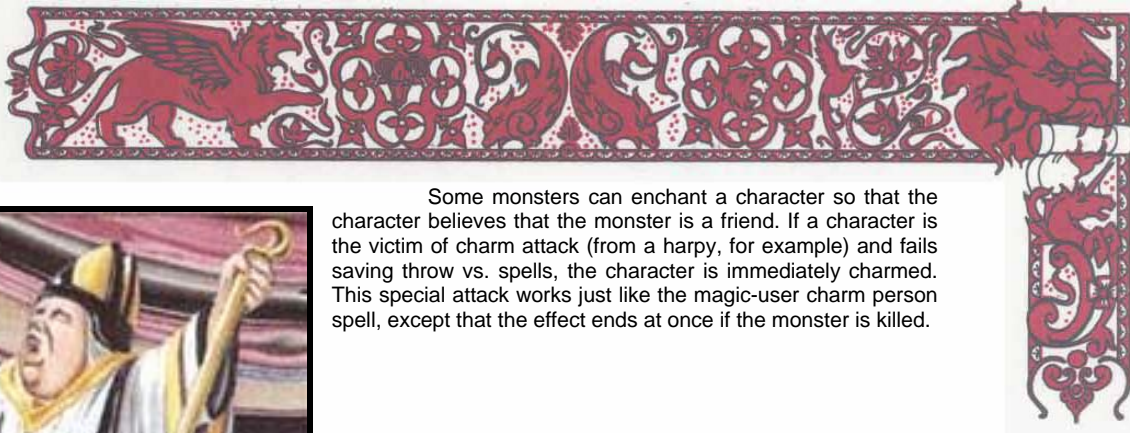 Some monsters can enchant a character so that the
character believes that the monster is a friend. If a character is
the victim of charm attack (from a harpy, for example) and fails
saving throw vs. spells, the character is immediately charmed.
This special attack works just like the magic-user charm person
spell, except that the effect ends at once if the monster is killed.